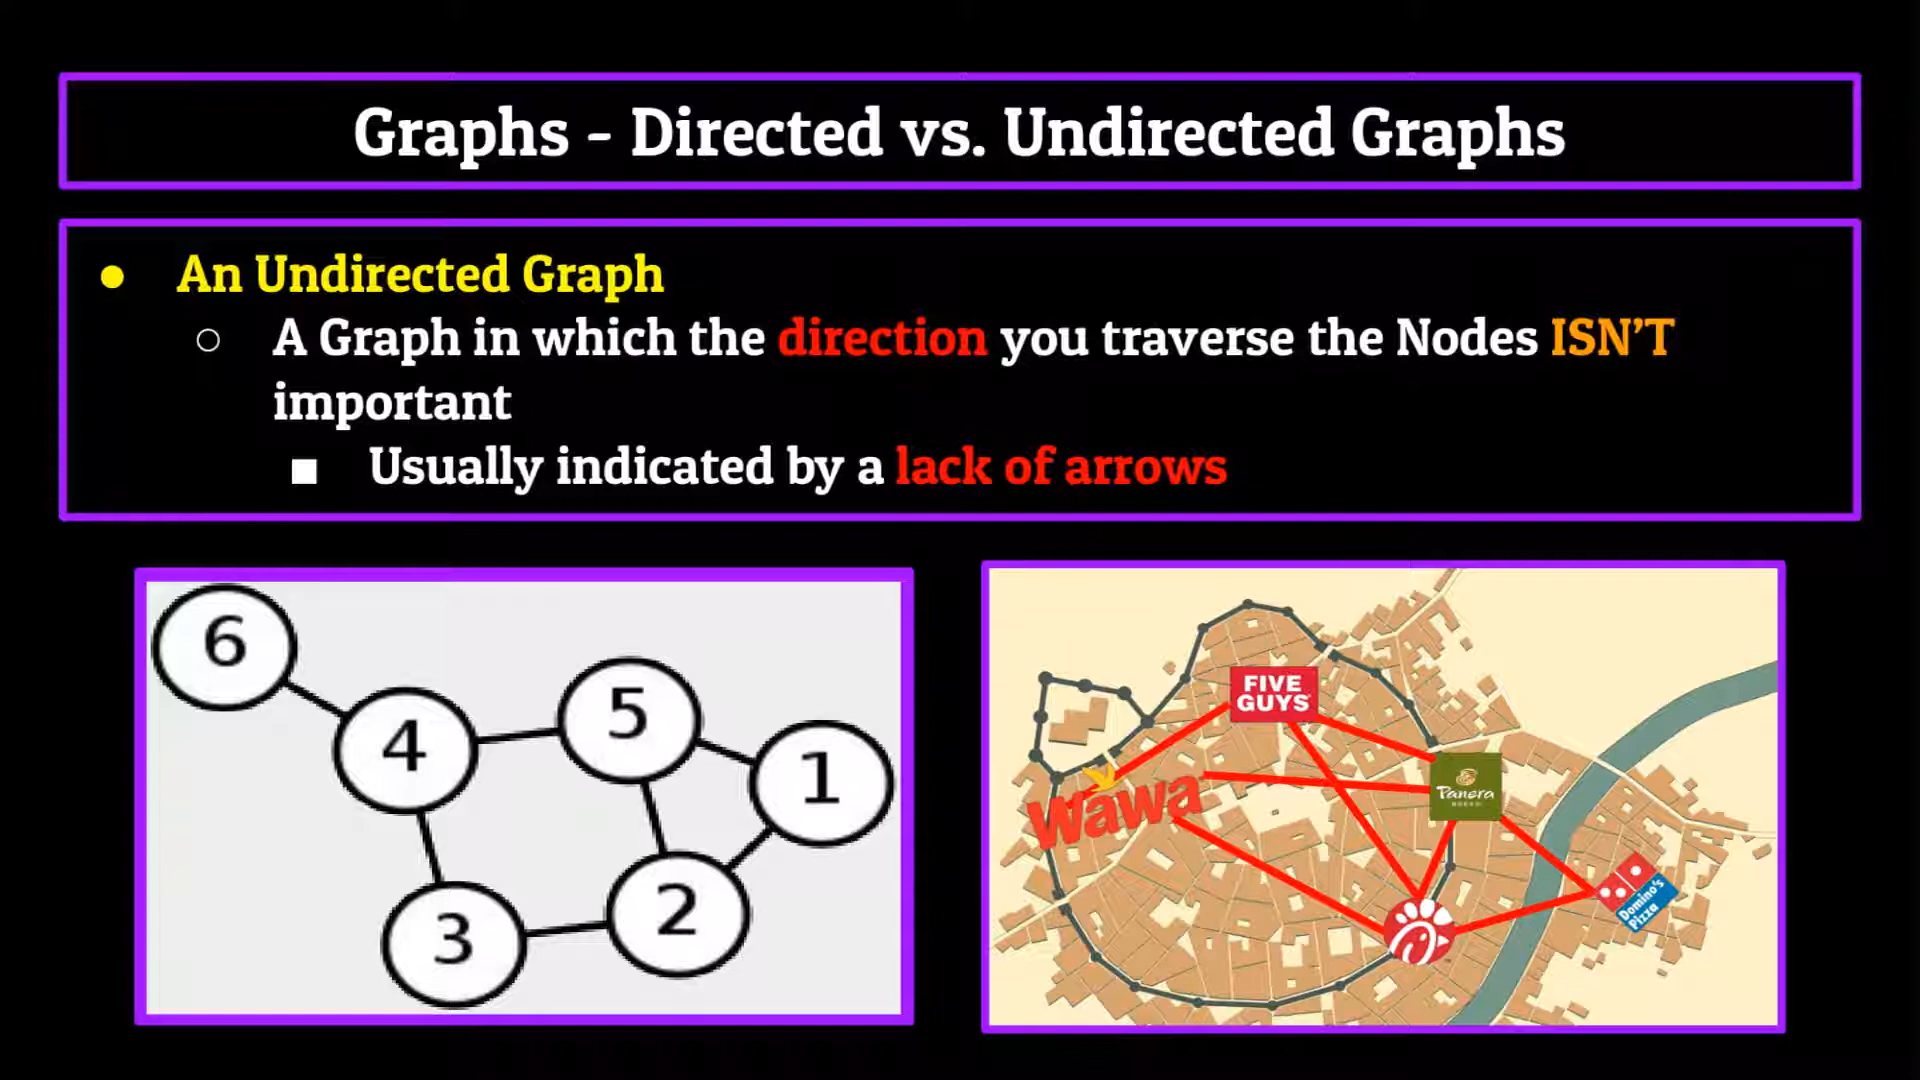 Graphs - Directed vs. Undirected Graphs
● An Undirected Graph
○ A Graph in which the direction you traverse the Nodes ISN'T
important
■ Usually indicated by a lack of arrows
6
4
5
1
3
2
FIVE
GUYS
Wawa
Panera
BREAD
Domino's
Pizza